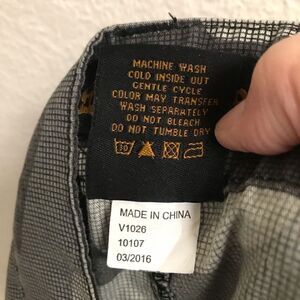 MACHINE WASH
COLD INSIDE OUT
GENTLE CYCLE
COLOR MAY TRANSFER
WASH SEPARATELY
DO NOT BLEACH
DO NOT TUMBLE DRY
30
MADE IN CHINA
V1026
10107
03/2016